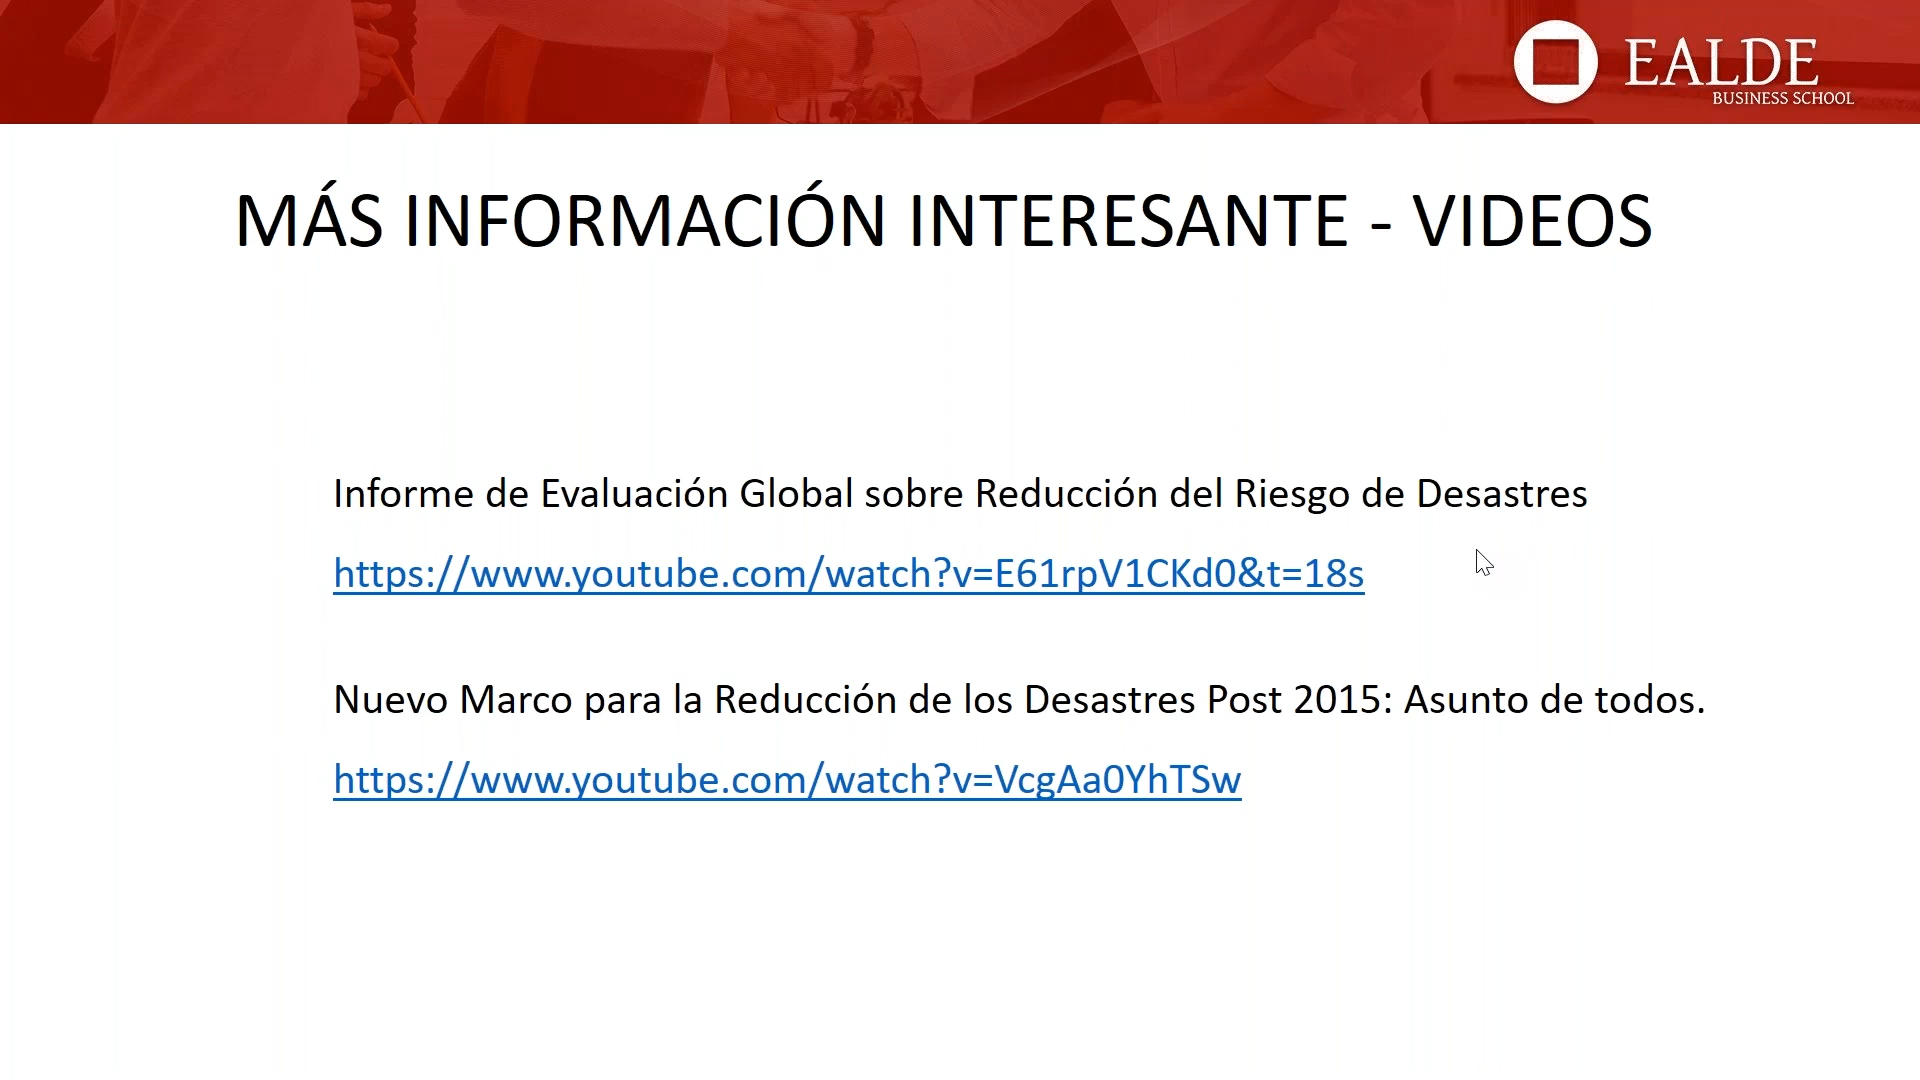 EALDE
BUSINESS SCHOOL
MÁS INFORMACIÓN INTERESANTE - VIDEOS
Informe de Evaluación Global sobre Reducción del Riesgo de Desastres
https://www.youtube.com/watch?v=E61rpV1CKd0&t=18s
Nuevo Marco para la Reducción de los Desastres Post 2015: Asunto de todos.
https://www.youtube.com/watch?v=VcgAa0YhTSw